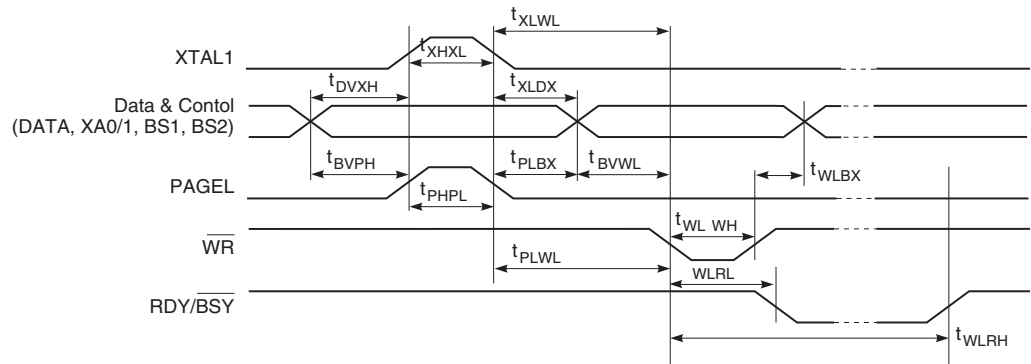 tXLWL
XTAL1
tXHXL
tDVXH
tXLDX
Data & Contol
(DATA, XA0/1, BS1, BS2)
tBVPH
tPLBX
tBVWL
tWLBX
PAGEL
tPHPL
tWL WH
WR
tPLWL
WLRL
RDY/BSY
tWLRH